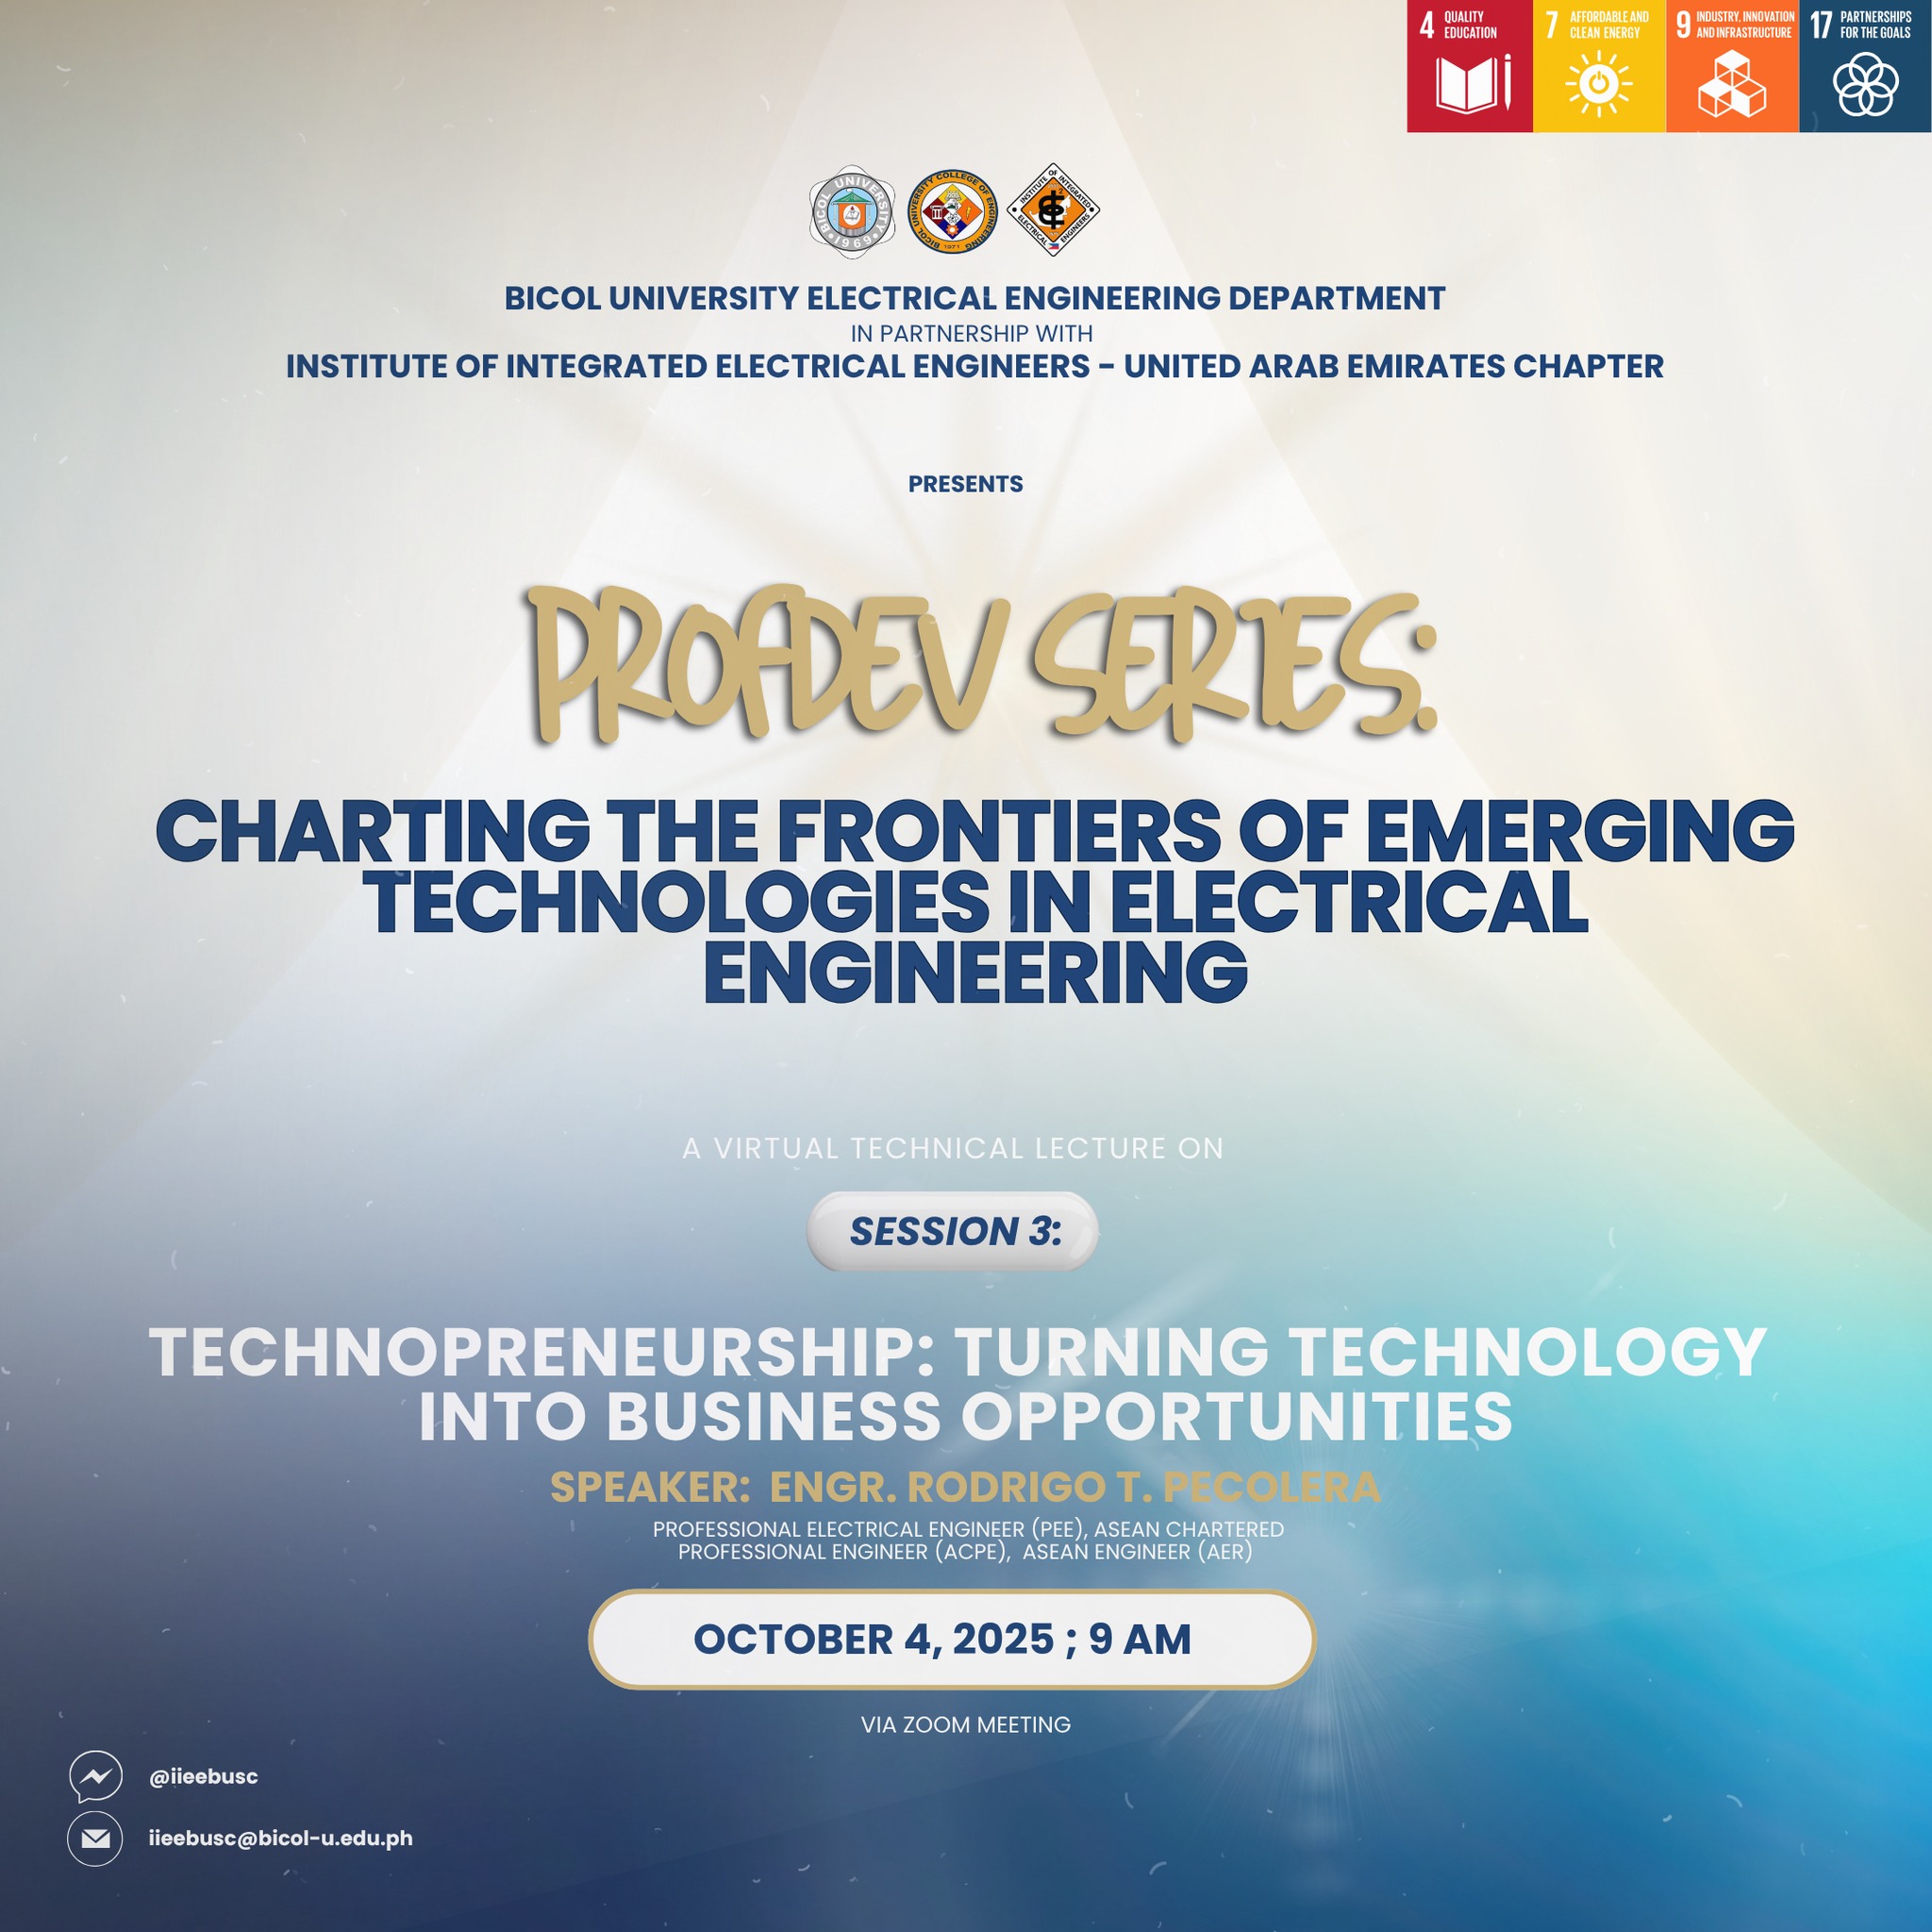 4 QUALITY
EDUCATION
7 AFFORDABLE AND
CLEAN ENERGY
9 INDUSTRY, INNOVATION
AND INFRASTRUCTURE
17 PARTNERSHIPS
FOR THE GOALS
BICOL UNIVERSITY
1969
BICOL UNIVERSITY COLLEGE OF ENGINEERING
1971
INSTITUTE OF INTEGRATED
ELECTRICAL ENGINEERS
BICOL UNIVERSITY ELECTRICAL ENGINEERING DEPARTMENT
IN PARTNERSHIP WITH
INSTITUTE OF INTEGRATED ELECTRICAL ENGINEERS - UNITED ARAB EMIRATES CHAPTER
PRESENTS
PROFDEV SERIES:
CHARTING THE FRONTIERS OF EMERGING
TECHNOLOGIES IN ELECTRICAL
ENGINEERING
A VIRTUAL TECHNICAL LECTURE ON
SESSION 3:
TECHNOPRENEURSHIP: TURNING TECHNOLOGY
INTO BUSINESS OPPORTUNITIES
SPEAKER: ENGR. RODRIGO T. PECOLERA
PROFESSIONAL ELECTRICAL ENGINEER (PEE), ASEAN CHARTERED
PROFESSIONAL ENGINEER (ACPE), ASEAN ENGINEER (AER)
OCTOBER 4, 2025 ; 9 AM
VIA ZOOM MEETING
@iieebusc
iieebusc@bicol-u.edu.ph